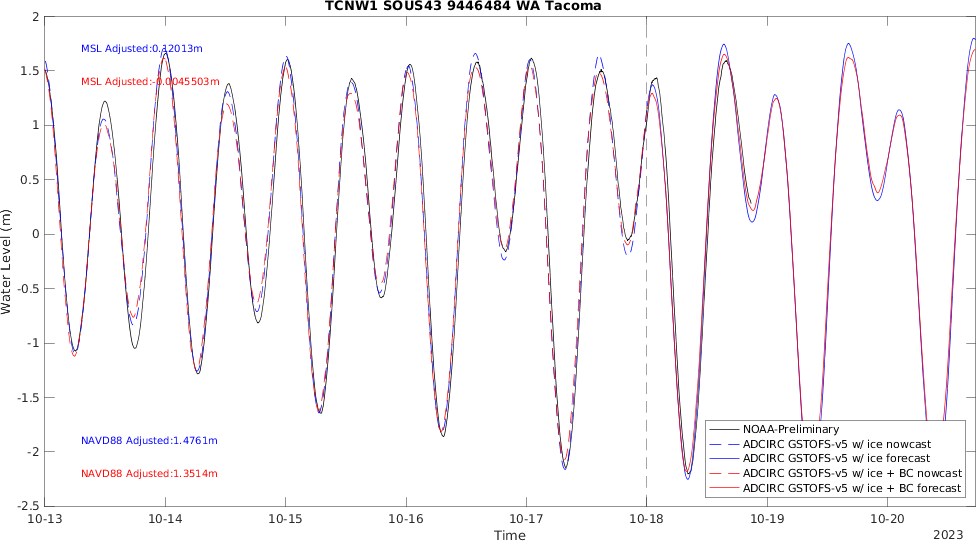 TCNW1 SOUS43 9446484 WA Tacoma
MSL Adjusted:0.12013m
MSL Adjusted:-0.0045503m
NAVD88 Adjusted:1.4761m
NAVD88 Adjusted:1.3514m
Water Level (m)
2
1.5
1
0.5
0
-0.5
-1
-1.5
-2
-2.5
10-13 10-14 10-15 10-16 10-17 10-18 10-19 10-20
Time
2023
NOAA-Preliminary
ADCIRC GSTOFS-v5 w/ ice nowcast
ADCIRC GSTOFS-v5 w/ ice forecast
ADCIRC GSTOFS-v5 w/ ice + BC nowcast
ADCIRC GSTOFS-v5 w/ ice + BC forecast